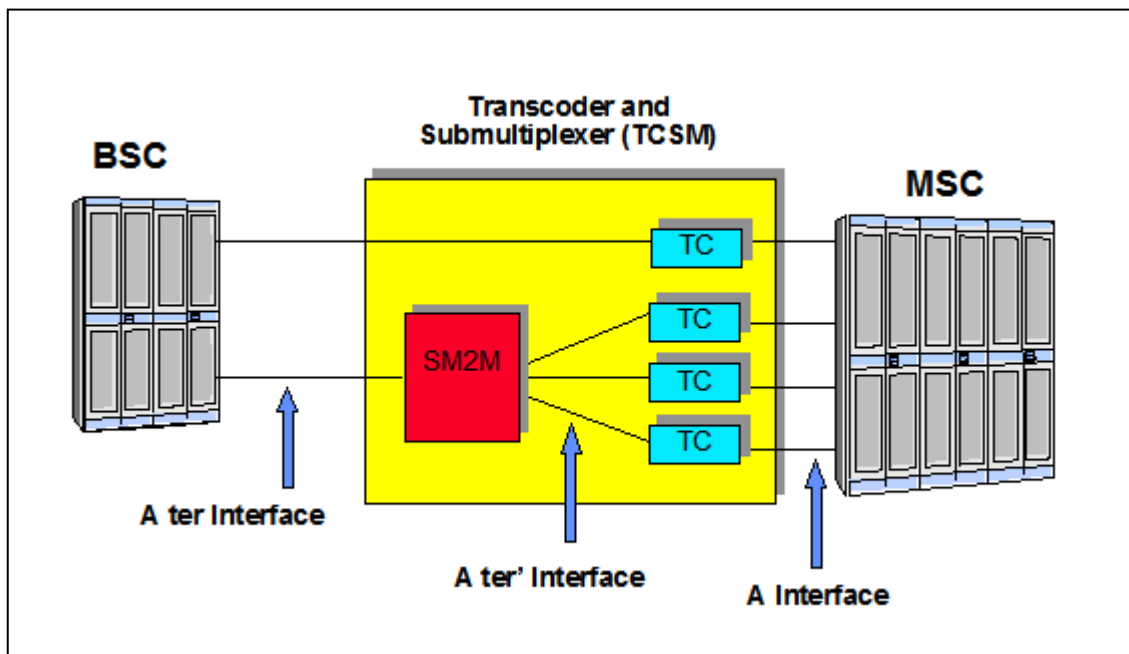 Transcoder and
Submultiplexer (TCSM)
BSC
MSC
TC
TC
SM2M
TC
TC
A ter Interface
A ter’ Interface
A Interface